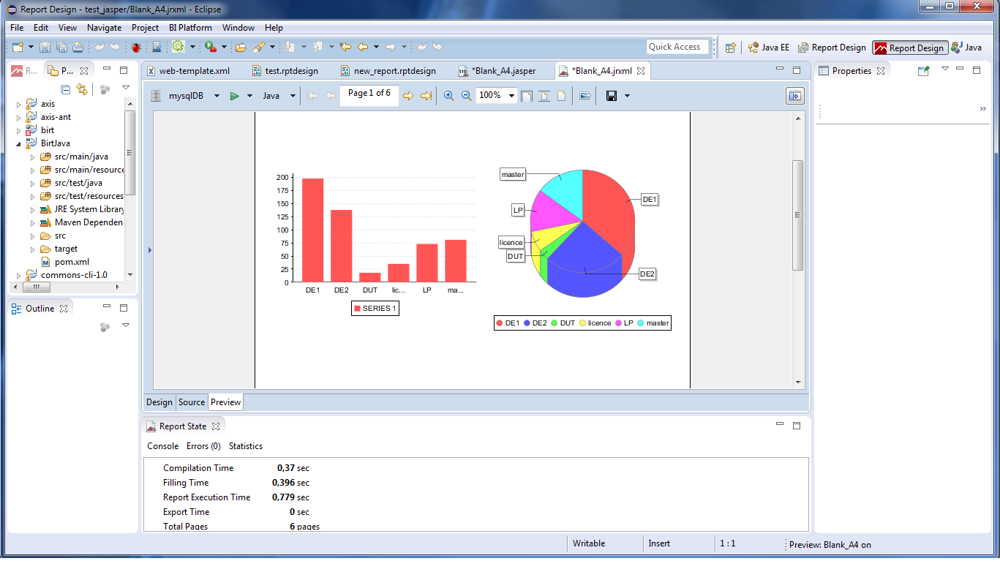 Report Design - test_jasper/Blank_A4.jrxml - Eclipse
File Edit View Navigate Project BI Platform Window Help
Quick Access Java EE Report Design Report Design Java
R... P... web-template.xml test.rptdesign new_report.rptdesign *Blank_A4.jasper *Blank_A4.jrxml Properties
mysqlDB Java Page 1 of 6 100%
axis
axis-ant
birt
BirtJava
src/main/java
src/main/resource
src/test/java
src/test/resources
JRE System Library
Maven Dependen
src
target
pom.xml
commons-cli-1.0
Outline
200
175
150
125
100
75
50
25
0
DE1 DE2 DUT lic... LP ma...
SERIES 1
master
DE1
LP
licence
DUT
DE2
DE1 DE2 DUT licence LP master
Design Source Preview
Report State
Console Errors (0) Statistics
Compilation Time 0,37 sec
Filling Time 0,396 sec
Report Execution Time 0,779 sec
Export Time 0 sec
Total Pages 6 pages
Writable Insert 1 : 1 Preview: Blank_A4 on